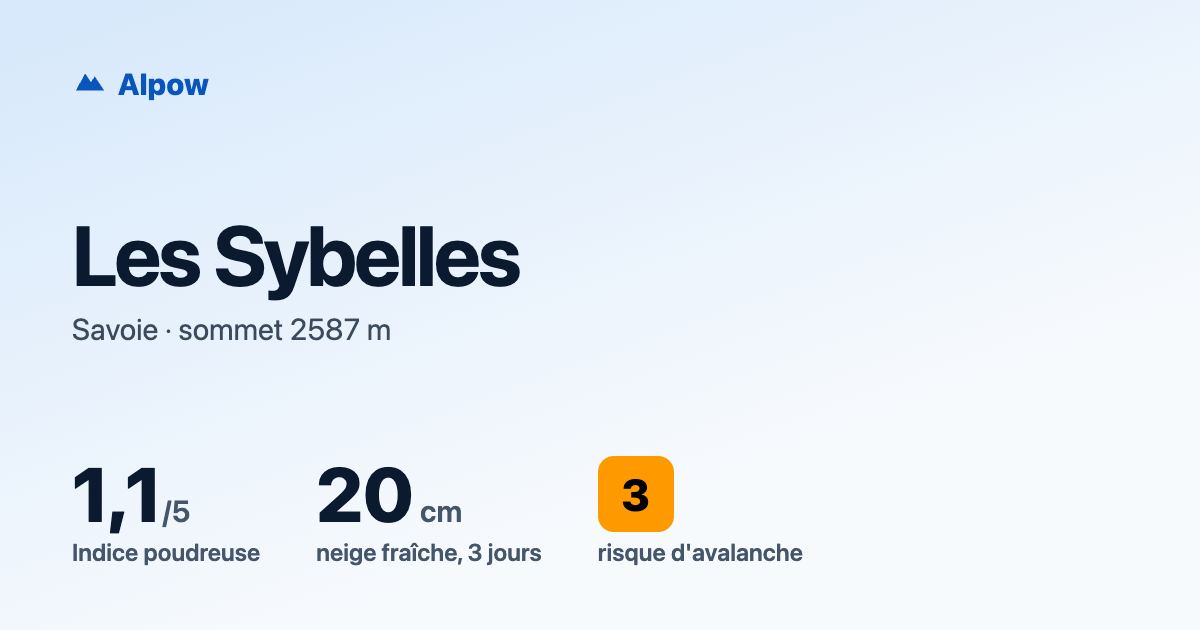 Alpow
Les Sybelles
Savoie · sommet 2587 m
1,1/5
Indice poudreuse
20 cm
neige fraîche, 3 jours
3
risque d'avalanche